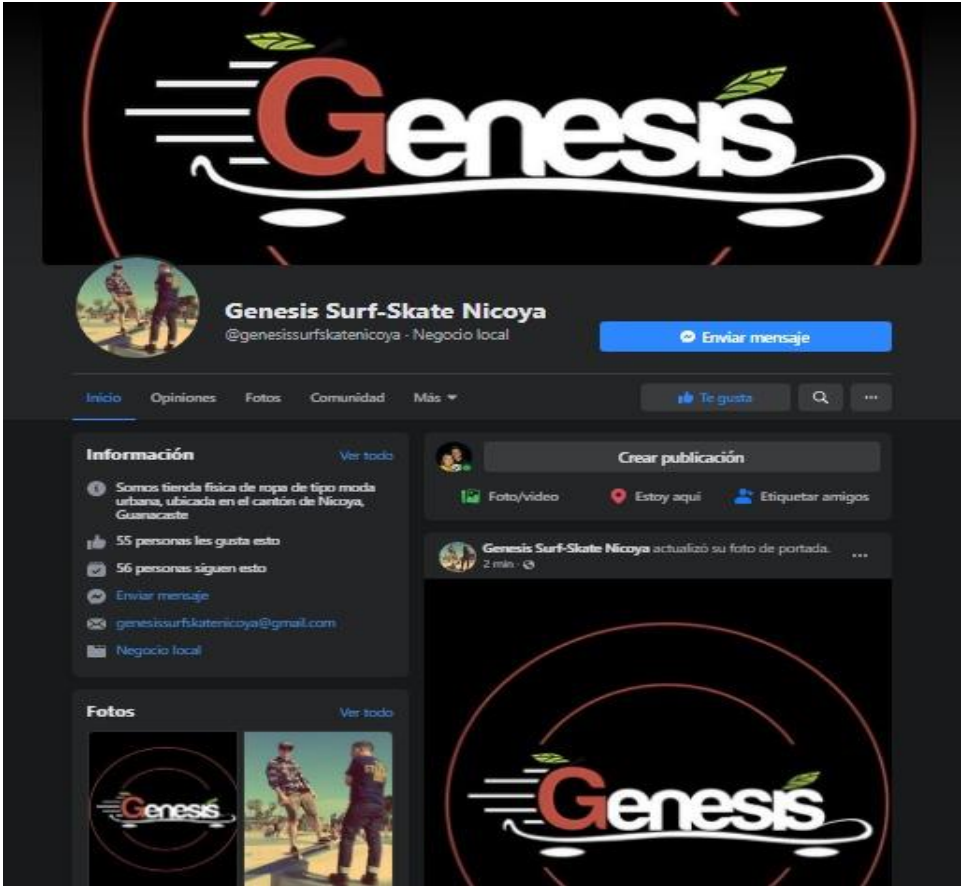 Genesis
Genesis Surf-Skate Nicoya
@genesissurfskatenicoya · Negocio local
Enviar mensaje
Inicio Opiniones Fotos Comunidad Más
Te gusta
Información Ver todo
Somos tienda física de ropa de tipo moda
urbana, ubicada en el cantón de Nicoya,
Guanacaste
55 personas les gusta esto
56 personas siguen esto
Enviar mensaje
genesissurfskatenicoya@gmail.com
Negocio local
Fotos Ver todo
Genesis
Crear publicación
Foto/video Estoy aquí Etiquetar amigos
Genesis Surf-Skate Nicoya actualizó su foto de portada.
2 min ·
Genesis